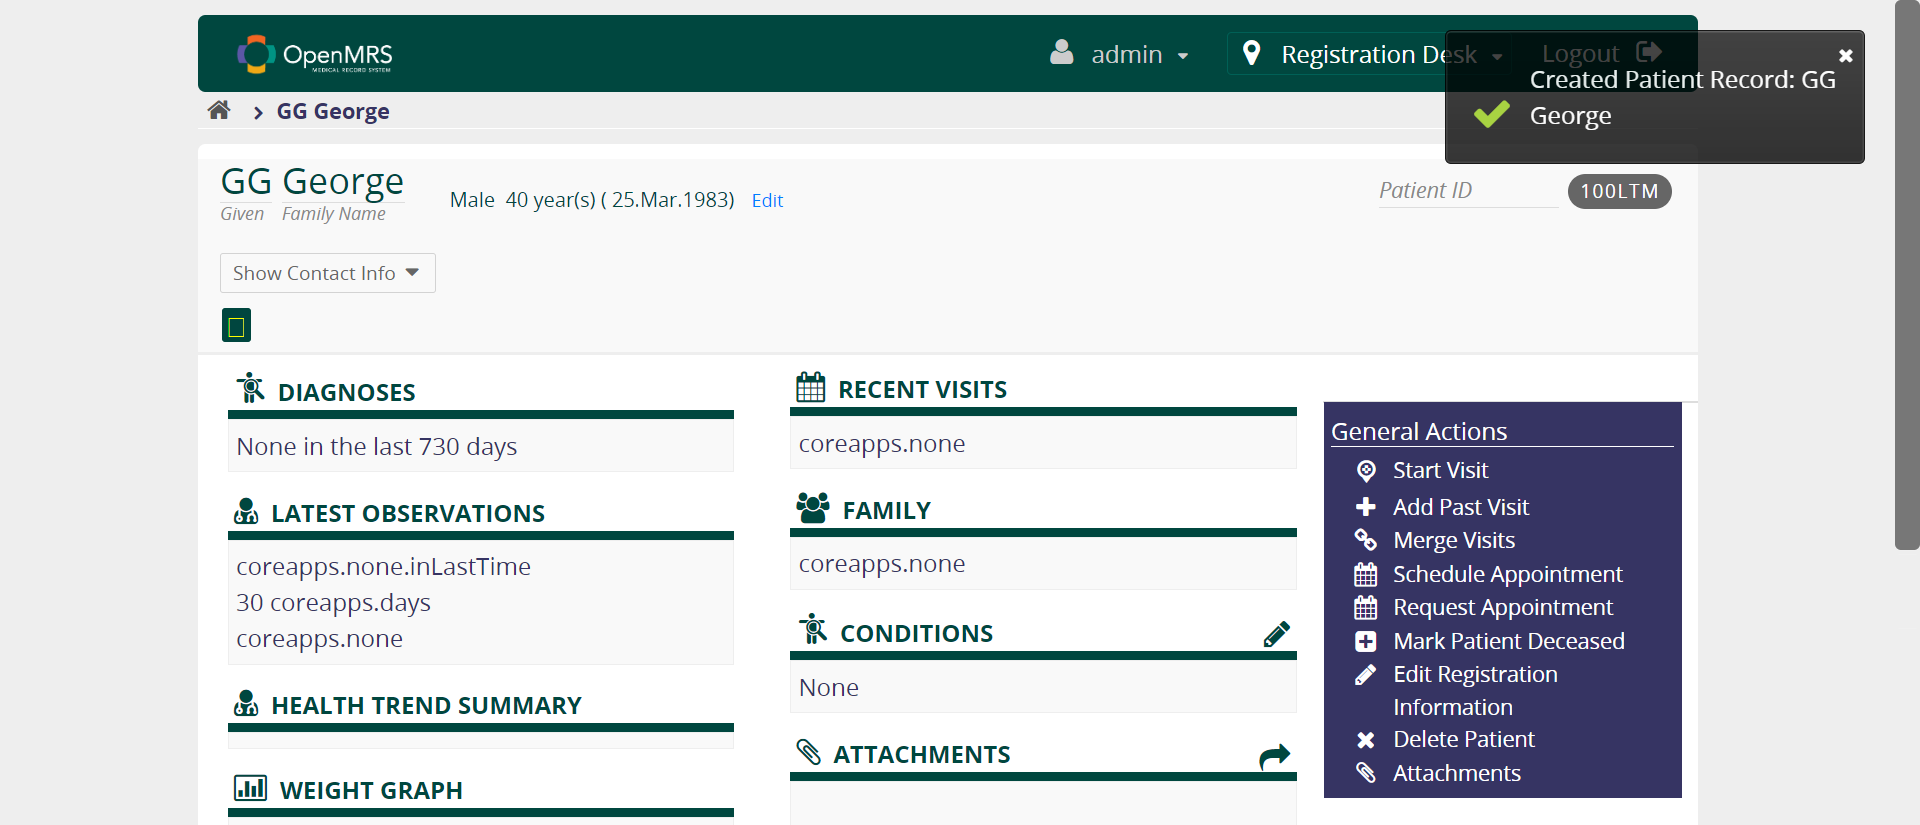 OpenMRS
MEDICAL RECORD SYSTEM
admin
Registration Desk
Logout
Created Patient Record: GG
George
GG George
GG George
Given Family Name
Male 40 year(s) ( 25.Mar.1983) Edit
Patient ID 100LTM
Show Contact Info
DIAGNOSES
None in the last 730 days
LATEST OBSERVATIONS
coreapps.none.inLastTime
30 coreapps.days
coreapps.none
HEALTH TREND SUMMARY
WEIGHT GRAPH
RECENT VISITS
coreapps.none
FAMILY
coreapps.none
CONDITIONS
None
ATTACHMENTS
General Actions
Start Visit
Add Past Visit
Merge Visits
Schedule Appointment
Request Appointment
Mark Patient Deceased
Edit Registration
Information
Delete Patient
Attachments